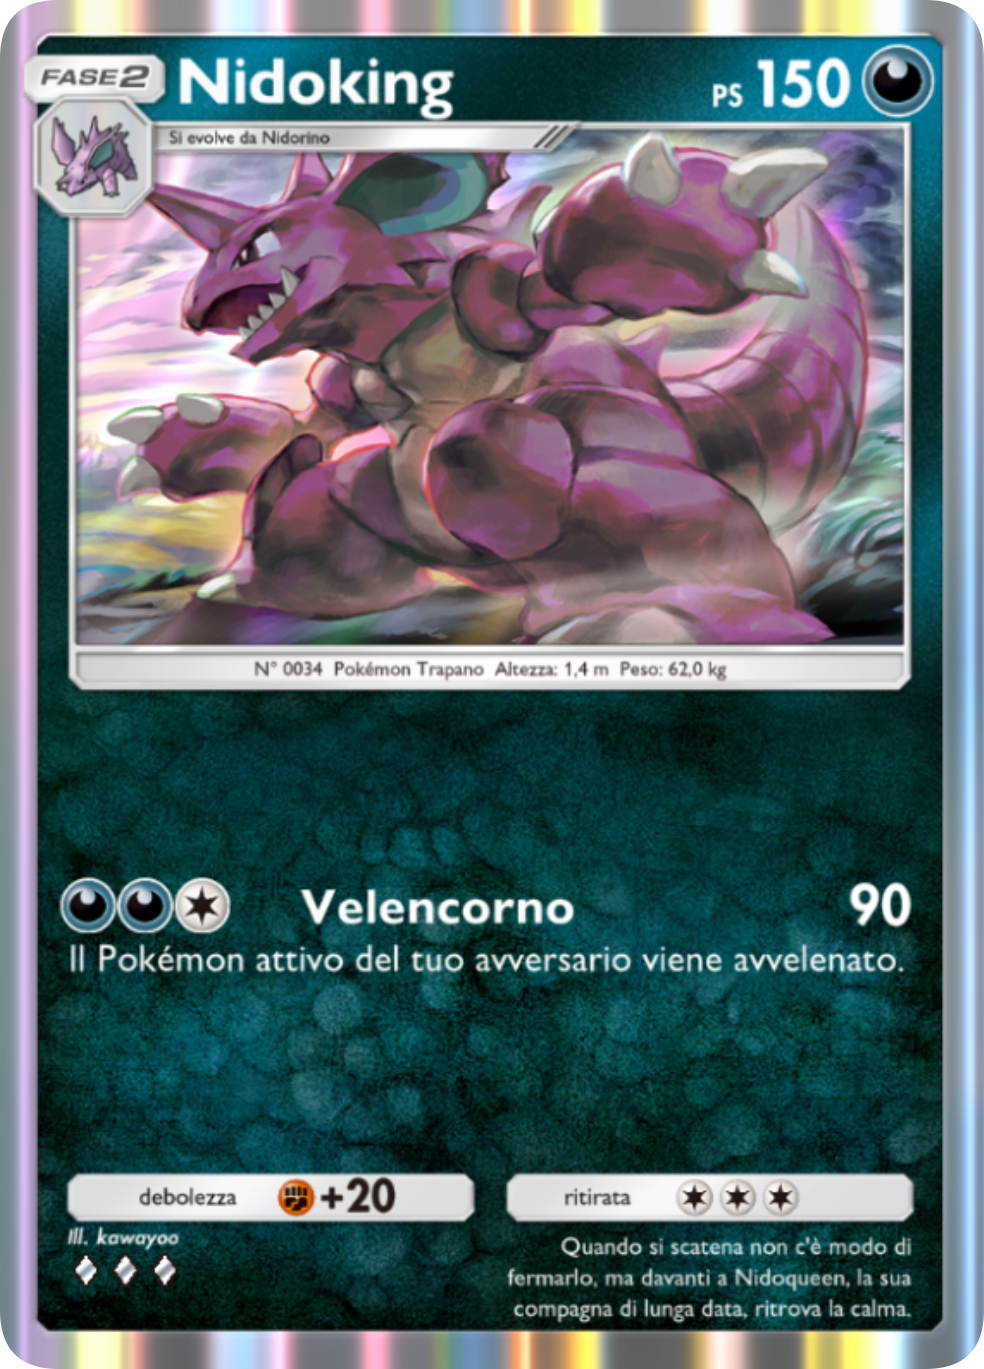 FASE 2
Nidoking
PS 150
Si evolve da Nidorino
N° 0034 Pokémon Trapano Altezza: 1,4 m Peso: 62,0 kg
Velencorno 90
Il Pokémon attivo del tuo avversario viene avvelenato.
debolezza +20
ritirata
Ill. kawayoo
Quando si scatena non c'è modo di
fermarlo, ma davanti a Nidoqueen, la sua
compagna di lunga data, ritrova la calma.